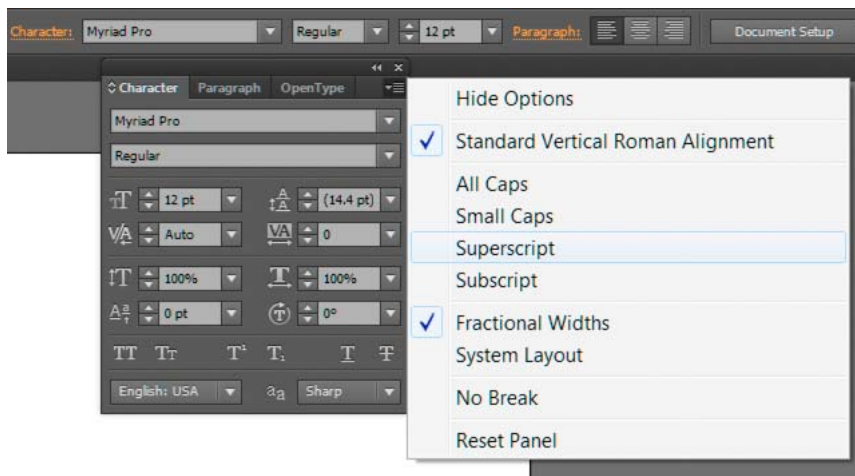 Character: Myriad Pro Regular 12 pt Paragraph: Document Setup
Character Paragraph OpenType
Myriad Pro
Regular
12 pt (14.4 pt)
Auto 0
100% 100%
0 pt 0°
English: USA Sharp
Hide Options
Standard Vertical Roman Alignment
All Caps
Small Caps
Superscript
Subscript
Fractional Widths
System Layout
No Break
Reset Panel